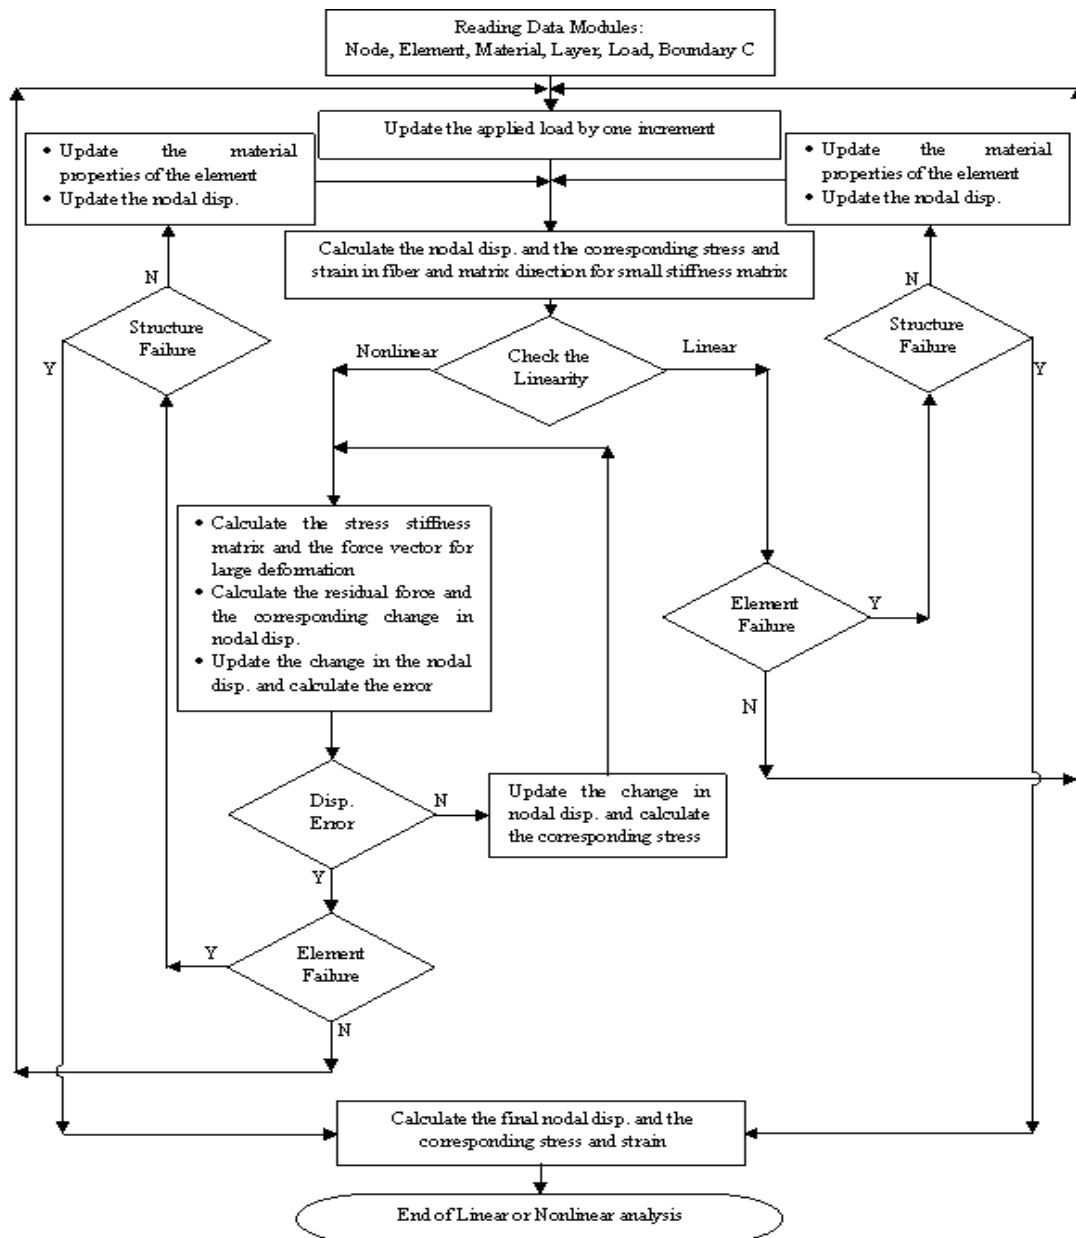 Reading Data Modules:
Node, Element, Material, Layer, Load, Boundary C
Update the applied load by one increment
• Update the material
properties of the element
• Update the nodal disp.
• Update the material
properties of the element
• Update the nodal disp.
Calculate the nodal disp. and the corresponding stress and
strain in fiber and matrix direction for small stiffness matrix
N
Structure
Failure
Y
N
Structure
Failure
Y
Nonlinear
Check the
Linearity
Linear
• Calculate the stress stiffness
matrix and the force vector for
large deformation
• Calculate the residual force and
the corresponding change in
nodal disp.
• Update the change in the nodal
disp. and calculate the error
Element
Failure
Y
N
Disp.
Error
N
Y
Update the change in
nodal disp. and calculate
the corresponding stress
Y
Element
Failure
N
Calculate the final nodal disp. and the
corresponding stress and strain
End of Linear or Nonlinear analysis